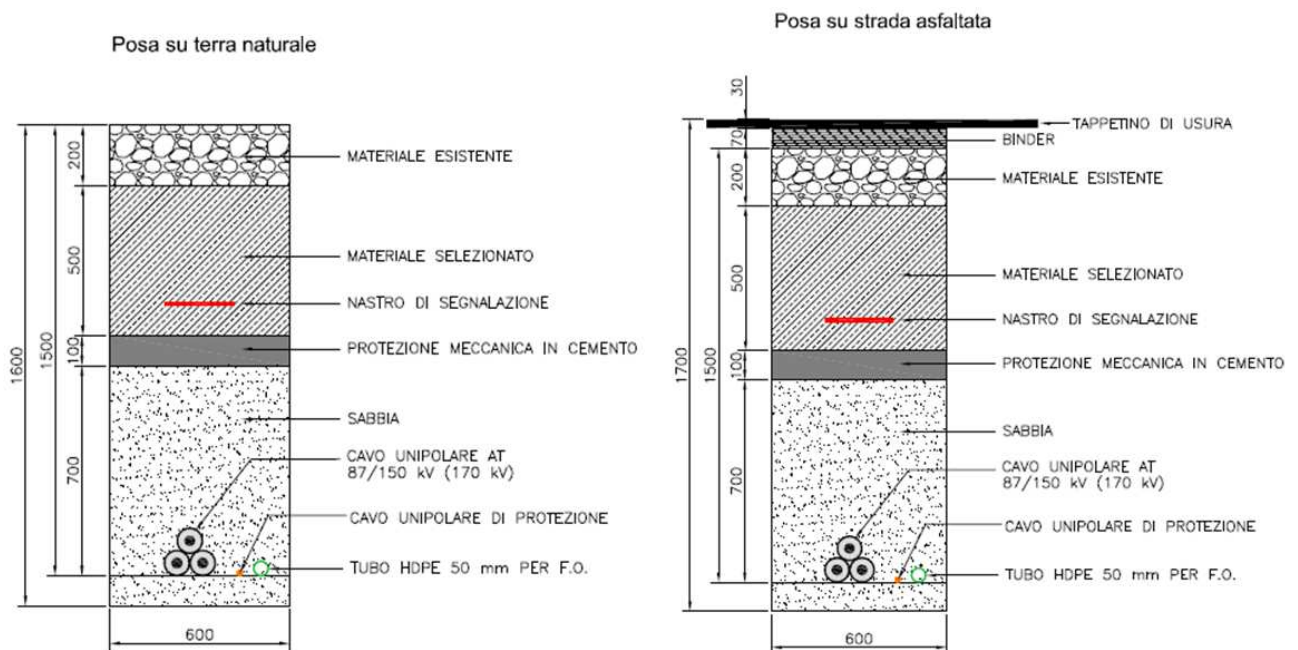 Posa su terra naturale
200
500
100
700
1500
1600
600
MATERIALE ESISTENTE
MATERIALE SELEZIONATO
NASTRO DI SEGNALAZIONE
PROTEZIONE MECCANICA IN CEMENTO
SABBIA
CAVO UNIPOLARE AT
87/150 kV (170 kV)
CAVO UNIPOLARE DI PROTEZIONE
TUBO HDPE 50 mm PER F.O.
Posa su strada asfaltata
30
70
200
500
100
700
1500
1700
600
TAPPETINO DI USURA
BINDER
MATERIALE ESISTENTE
MATERIALE SELEZIONATO
NASTRO DI SEGNALAZIONE
PROTEZIONE MECCANICA IN CEMENTO
SABBIA
CAVO UNIPOLARE AT
87/150 kV (170 kV)
CAVO UNIPOLARE DI PROTEZIONE
TUBO HDPE 50 mm PER F.O.